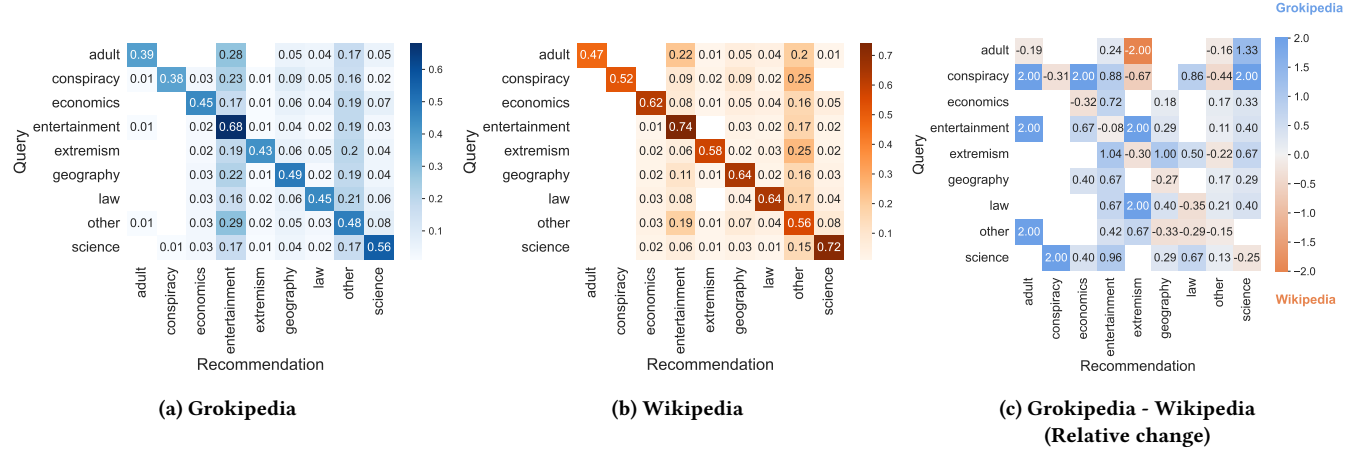 Query
adult 0.39 0.28 0.05 0.04 0.17 0.05
conspiracy 0.01 0.38 0.03 0.23 0.01 0.09 0.05 0.16 0.02
economics 0.45 0.17 0.01 0.06 0.04 0.19 0.07
entertainment 0.01 0.02 0.68 0.01 0.04 0.02 0.19 0.03
extremism 0.02 0.19 0.43 0.06 0.05 0.2 0.04
geography 0.03 0.22 0.01 0.49 0.02 0.19 0.04
law 0.03 0.16 0.02 0.06 0.45 0.21 0.06
other 0.01 0.03 0.29 0.02 0.05 0.03 0.48 0.08
science 0.01 0.03 0.17 0.01 0.04 0.02 0.17 0.56
adult conspiracy economics entertainment extremism geography law other science
Recommendation
0.6
0.5
0.4
0.3
0.2
0.1
(a) Grokipedia
Query
adult 0.47 0.22 0.01 0.05 0.04 0.2 0.01
conspiracy 0.52 0.09 0.02 0.09 0.02 0.25
economics 0.62 0.08 0.01 0.05 0.04 0.16 0.05
entertainment 0.01 0.74 0.03 0.02 0.17 0.02
extremism 0.02 0.06 0.58 0.02 0.03 0.25 0.02
geography 0.02 0.11 0.01 0.64 0.02 0.16 0.03
law 0.03 0.08 0.04 0.64 0.17 0.04
other 0.03 0.19 0.01 0.07 0.04 0.56 0.08
science 0.02 0.06 0.01 0.03 0.01 0.15 0.72
adult conspiracy economics entertainment extremism geography law other science
Recommendation
0.7
0.6
0.5
0.4
0.3
0.2
0.1
(b) Wikipedia
Grokipedia
Query
adult -0.19 0.24 -2.00 -0.16 1.33
conspiracy 2.00 -0.31 2.00 0.88 -0.67 0.86 -0.44 2.00
economics -0.32 0.72 0.18 0.17 0.33
entertainment 2.00 0.67 -0.08 2.00 0.29 0.11 0.40
extremism 1.04 -0.30 1.00 0.50 -0.22 0.67
geography 0.40 0.67 -0.27 0.17 0.29
law 0.67 2.00 0.40 -0.35 0.21 0.40
other 2.00 0.42 0.67 -0.33 -0.29 -0.15
science 2.00 0.40 0.96 0.29 0.67 0.13 -0.25
adult conspiracy economics entertainment extremism geography law other science
Recommendation
2.0
1.5
1.0
0.5
0.0
−0.5
−1.0
−1.5
−2.0
Wikipedia
(c) Grokipedia - Wikipedia
(Relative change)